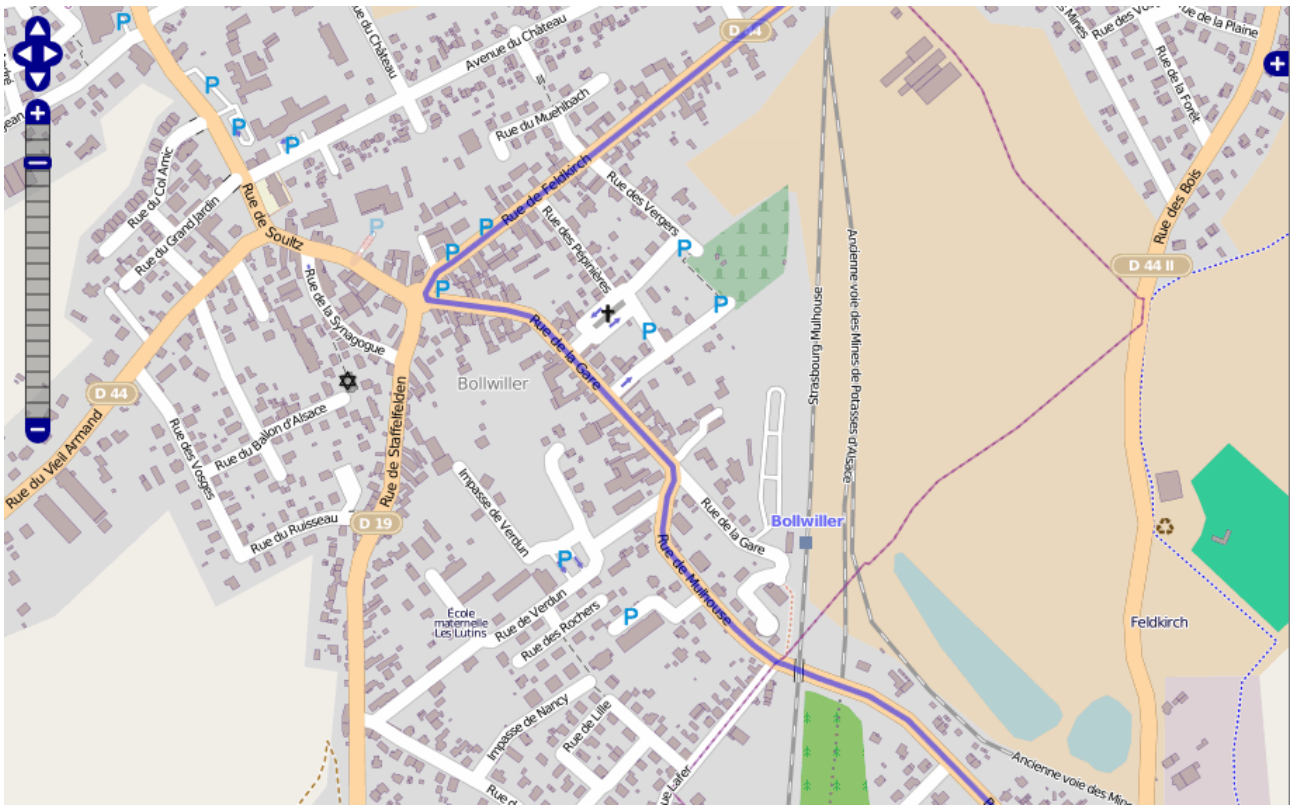 D 44
Avenue du Château
Rue de la Plaine
Rue de la Forêt
Rue du Muehlbach
P
P
P
P
Rue du Col Amic
Rue du Grand Jardin
Rue de Soultz
Rue de Feldkirch
Rue des Vergers
Rue des Pépinières
Rue des Bois
D 44 II
P
P
P
P
P
P
P
P
Rue de la Synagogue
Rue de la Gare
Strasbourg-Mulhouse
Ancienne voie des Mines de Potasses d'Alsace
Bollwiller
D 44
Rue du Vieil Armand
Rue des Vosges
Rue du Ballon d'Alsace
Rue de Staffelfelden
Impasse de Verdun
Rue du Ruisseau
D 19
Rue de la Gare
Bollwiller
Rue de Mulhouse
P
École
maternelle
Les Lutins
Rue de Verdun
Rue des Rochers
P
Feldkirch
Impasse de Nancy
Rue de Lille
Ancienne voie des Min